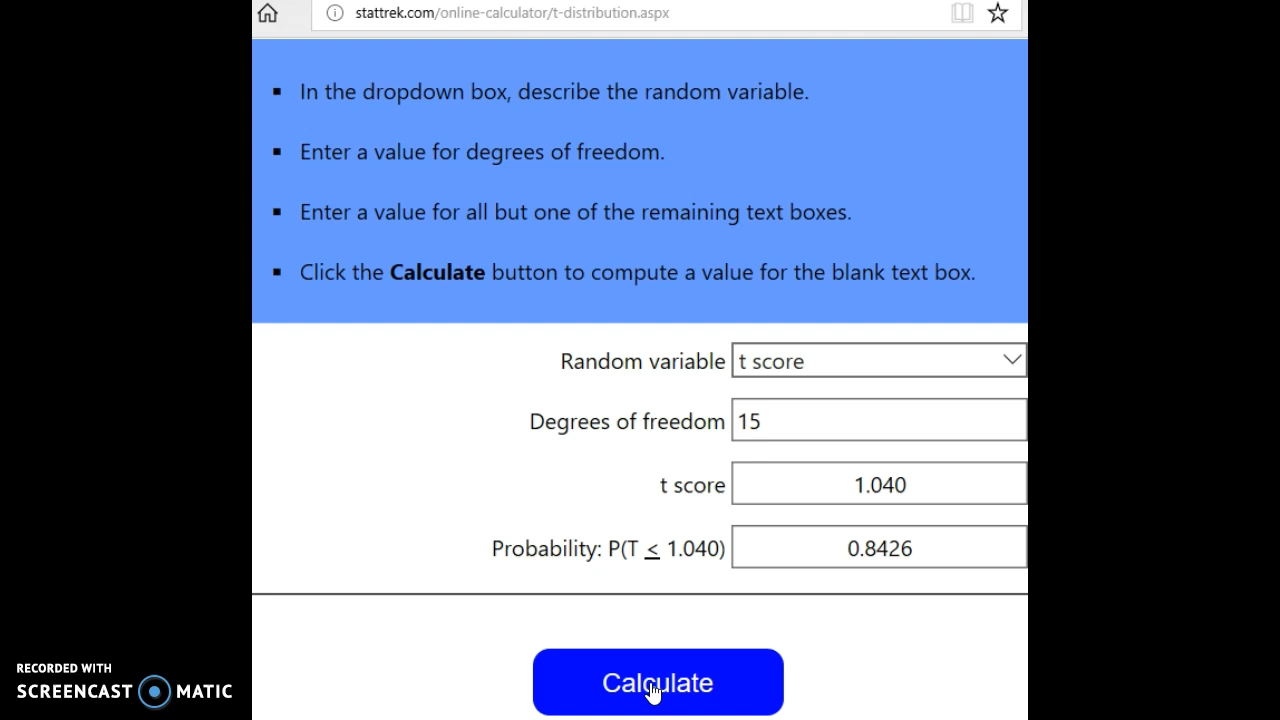 stattrek.com/online-calculator/t-distribution.aspx
▪ In the dropdown box, describe the random variable.
▪ Enter a value for degrees of freedom.
▪ Enter a value for all but one of the remaining text boxes.
▪ Click the Calculate button to compute a value for the blank text box.
Random variable t score
Degrees of freedom 15
t score 1.040
Probability: P(T ≤ 1.040) 0.8426
Calculate
RECORDED WITH
SCREENCAST MATIC